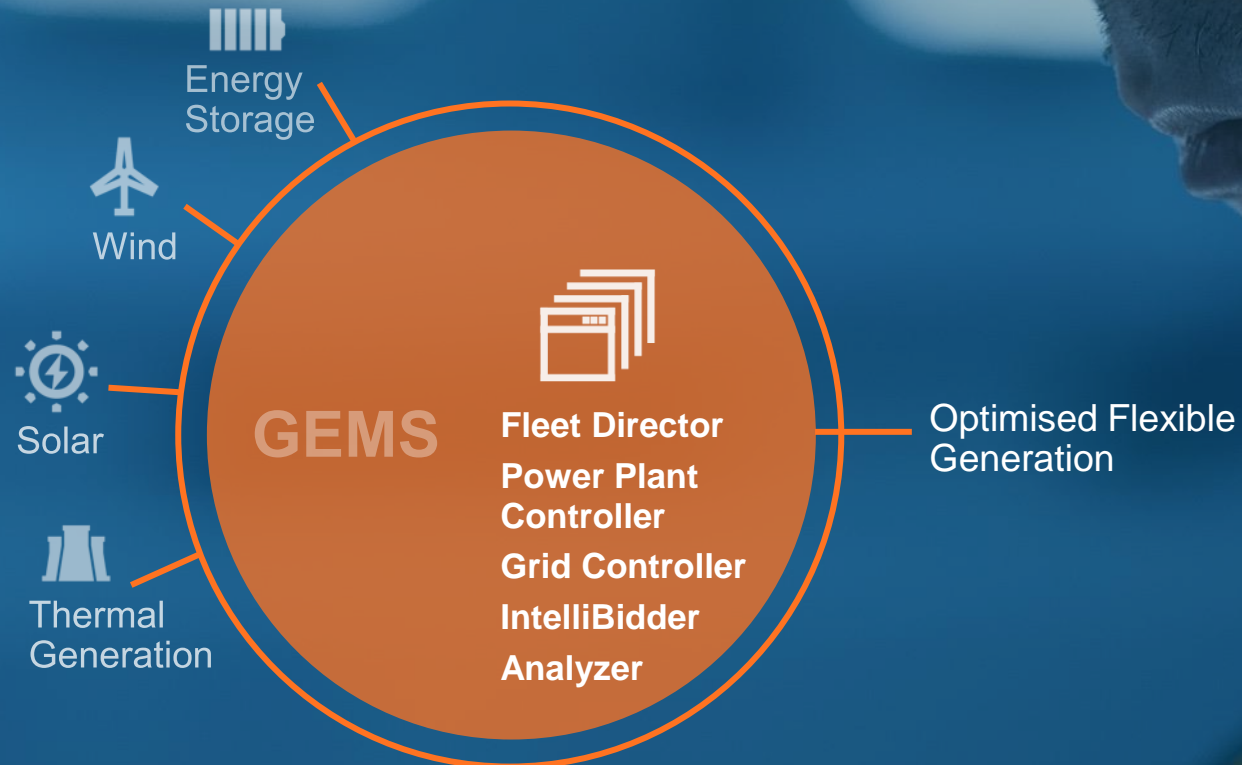 Energy
Storage
Wind
Solar
Thermal
Generation
GEMS
Fleet Director
Power Plant
Controller
Grid Controller
IntelliBidder
Analyzer
Optimised Flexible
Generation